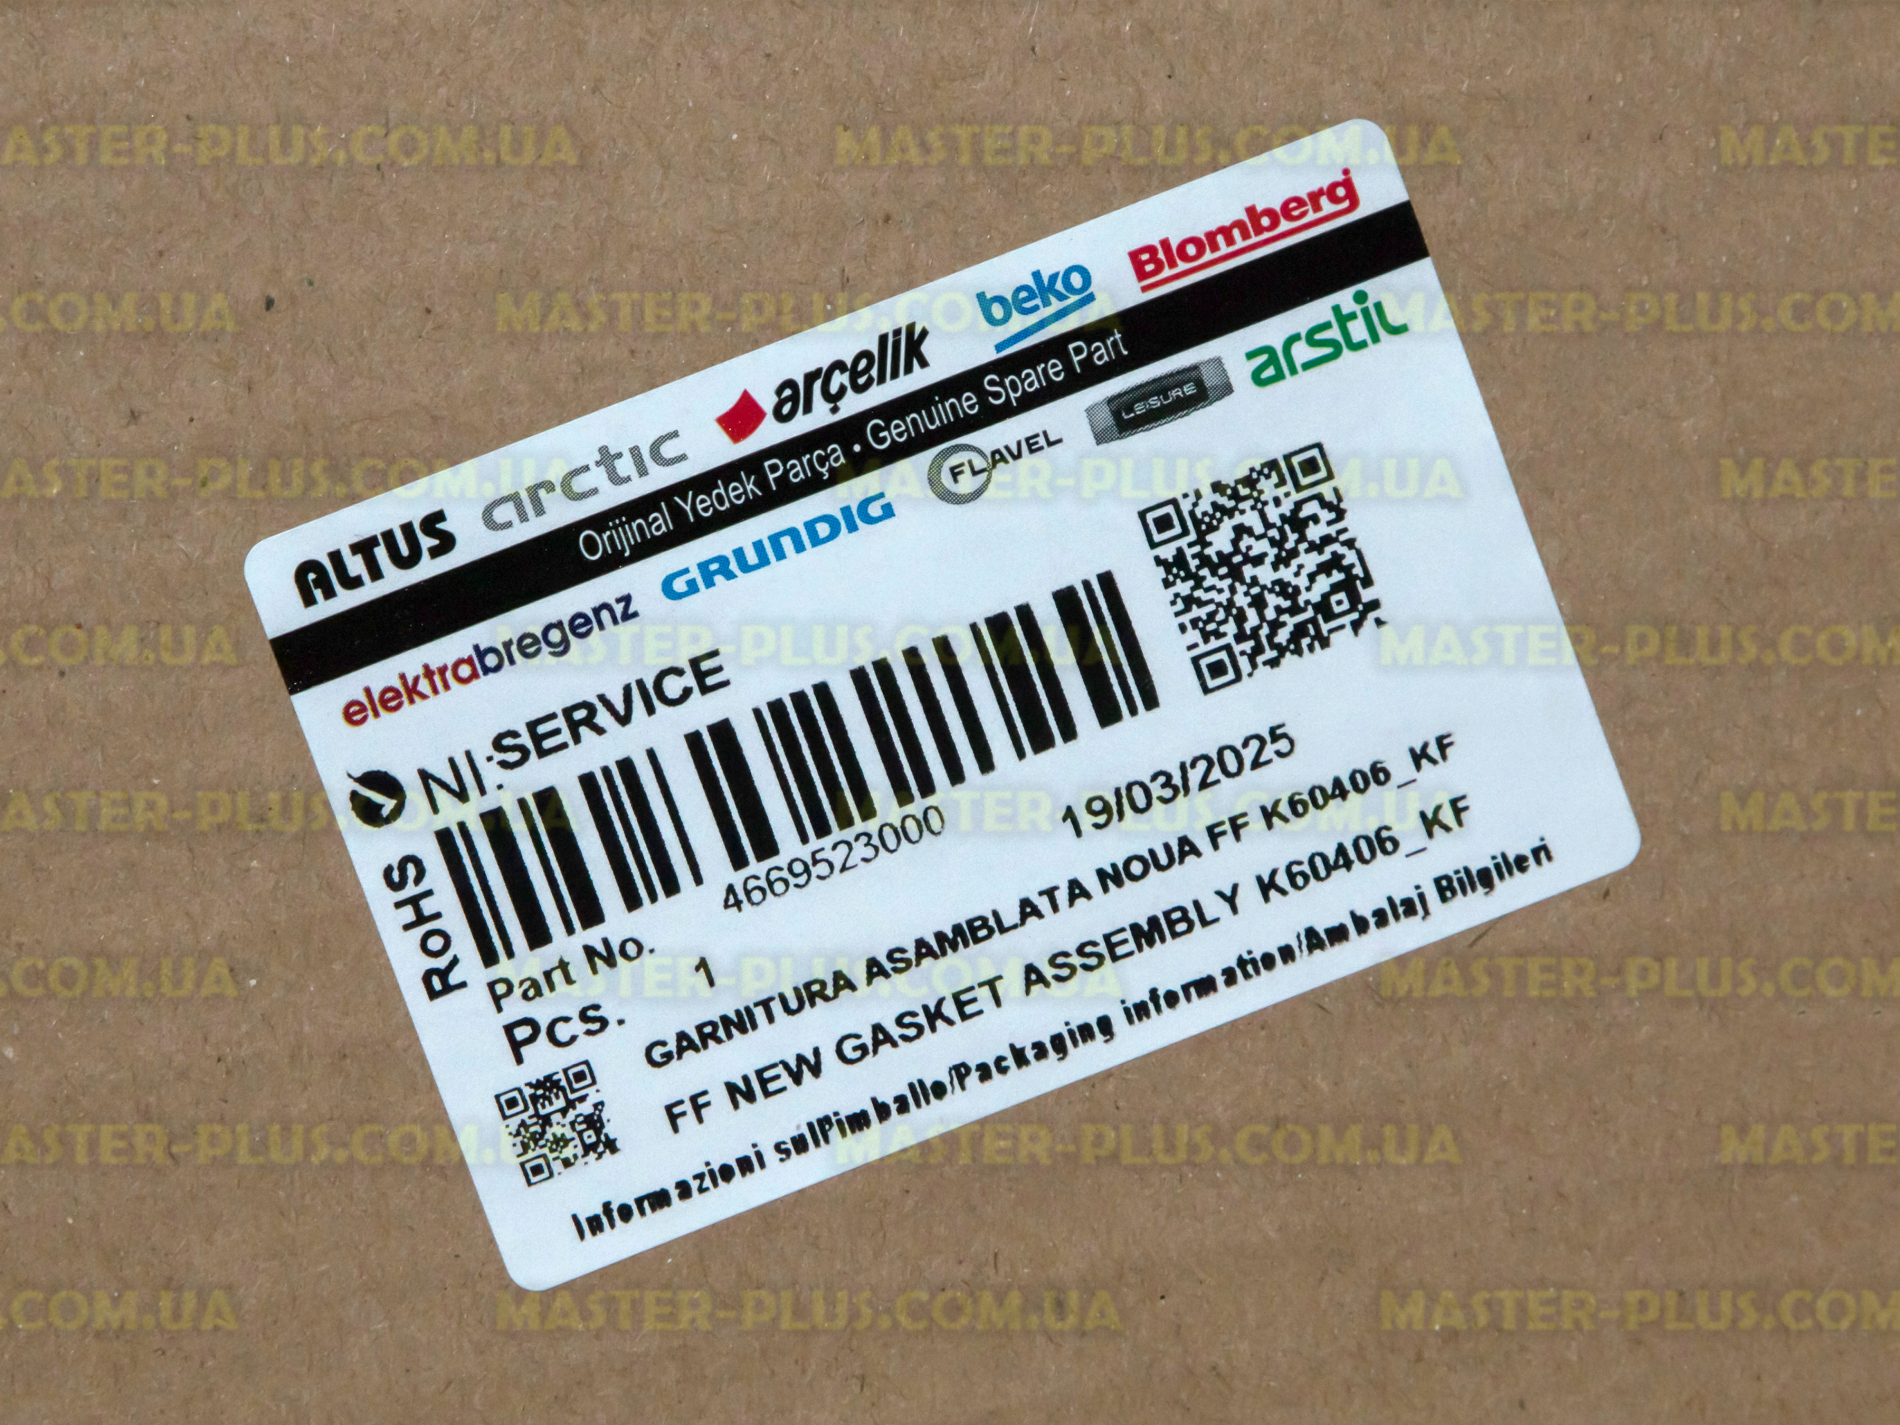 ALTUS arctic arçelik beko Blomberg
Orijinal Yedek Parça • Genuine Spare Part
elektrabregenz GRUNDIG FLAVEL LEISURE arstil
NI:SERVICE
RoHS
4669523000
19/03/2025
Part No.
Pcs. 1
GARNITURA ASAMBLATA NOUA FF K60406_KF
FF NEW GASKET ASSEMBLY K60406_KF
Informazioni sulPimballo/Packaging information/Ambalaj Bilgileri
MASTER-PLUS.COM.UA